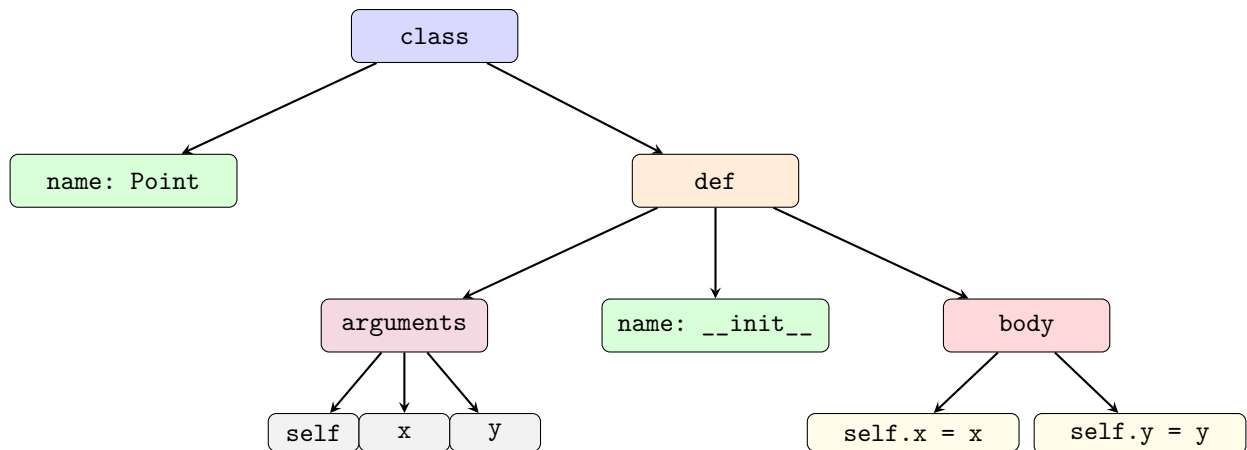 class
name: Point
def
arguments
name: __init__
body
self
x
y
self.x = x
self.y = y